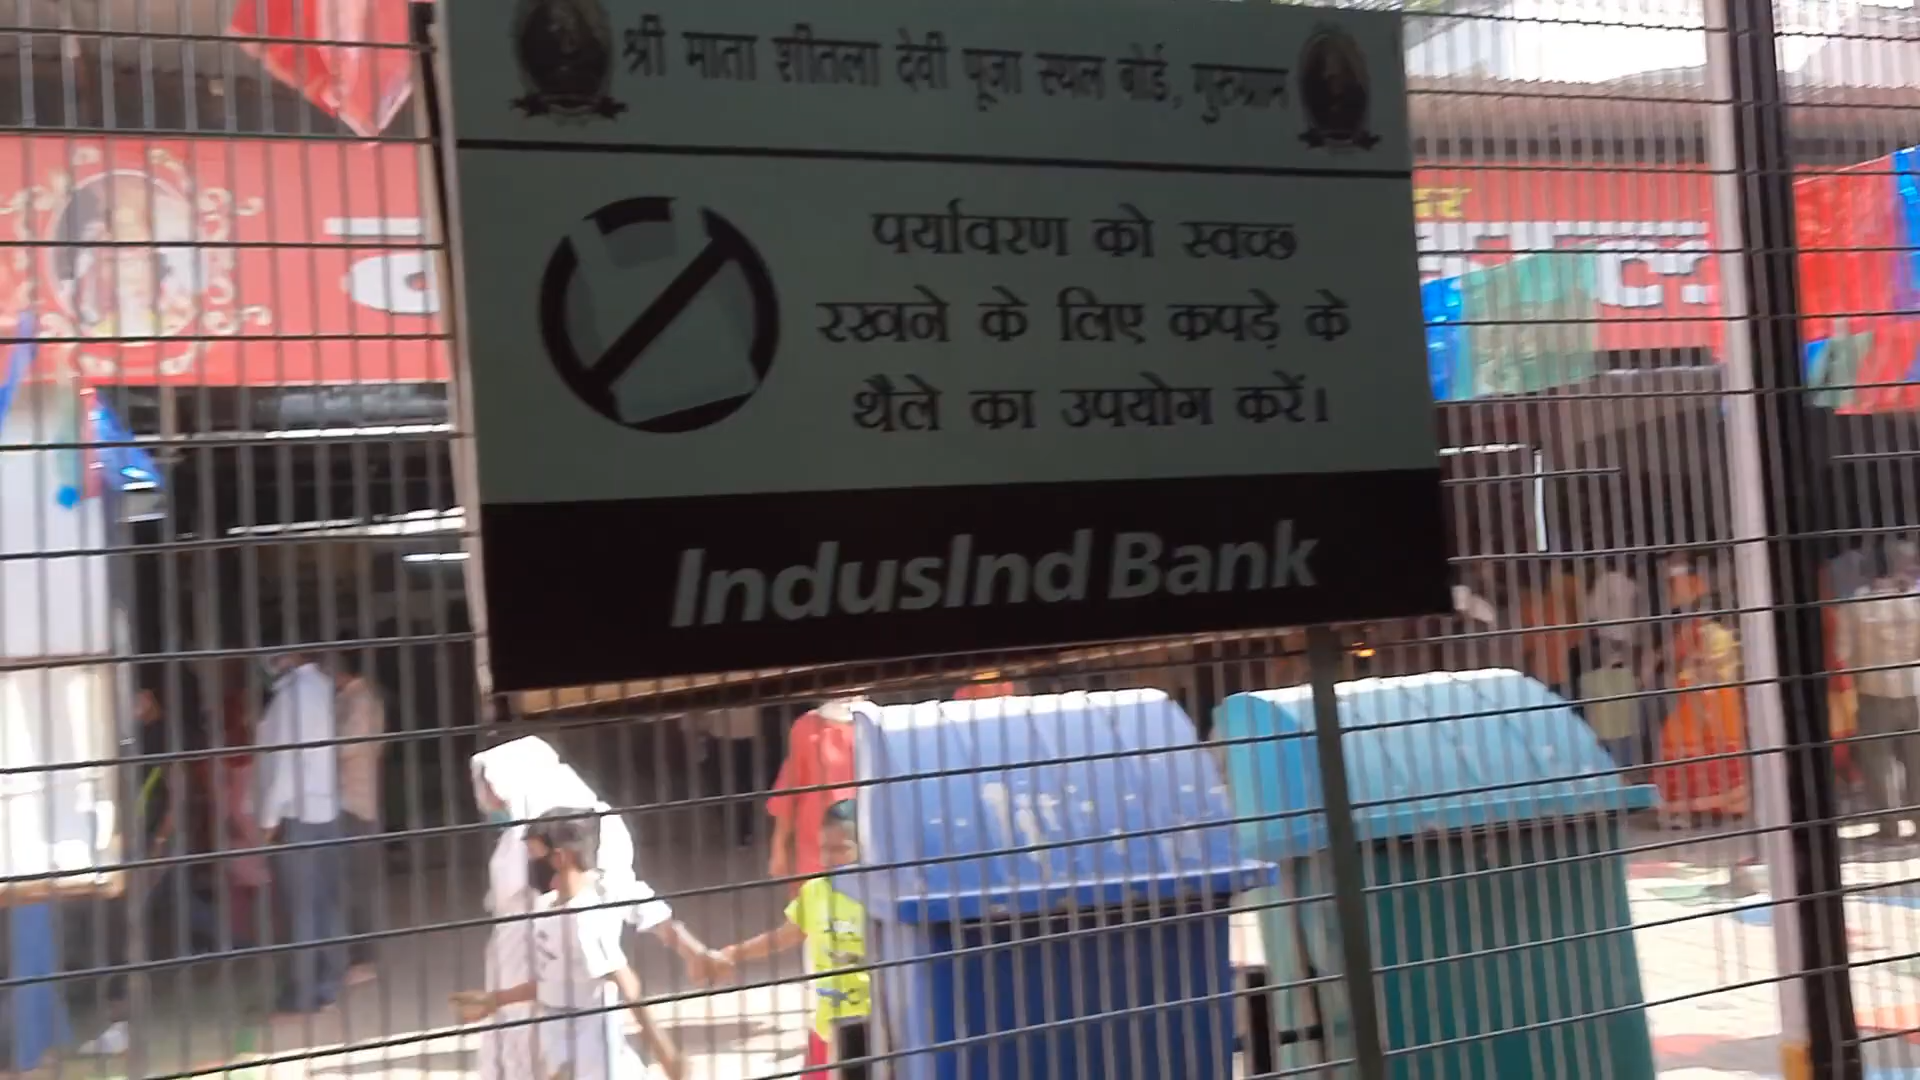 श्री माता शीतला देवी पूजा स्थल बोर्ड, गुरुग्राम
पर्यावरण को स्वच्छ
रखने के लिए कपड़े के
थैले का उपयोग करें।
IndusInd Bank